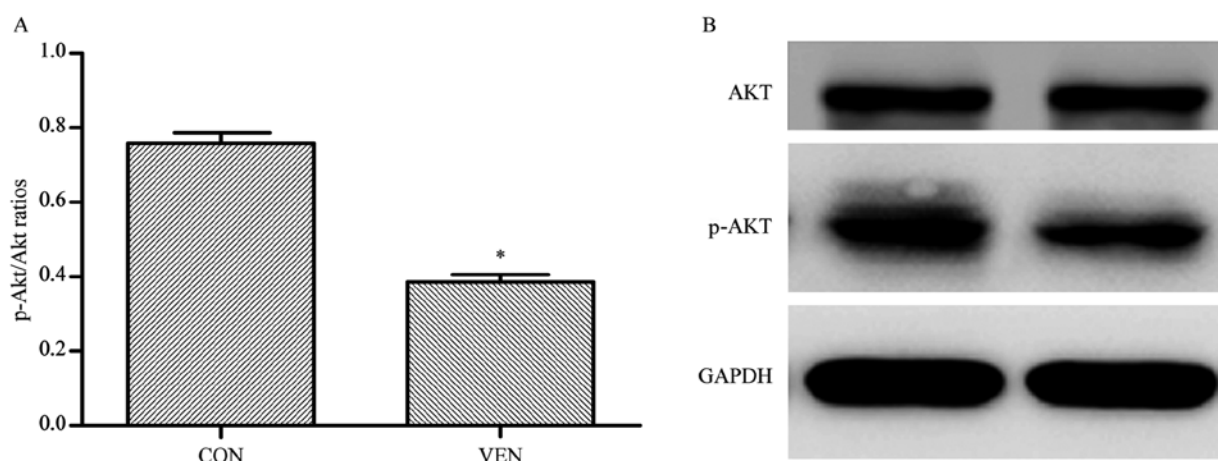 A
p-Akt/Akt ratios
1.0
0.8
0.6
0.4
0.2
0.0
*
CON
VEN
B
AKT
p-AKT
GAPDH